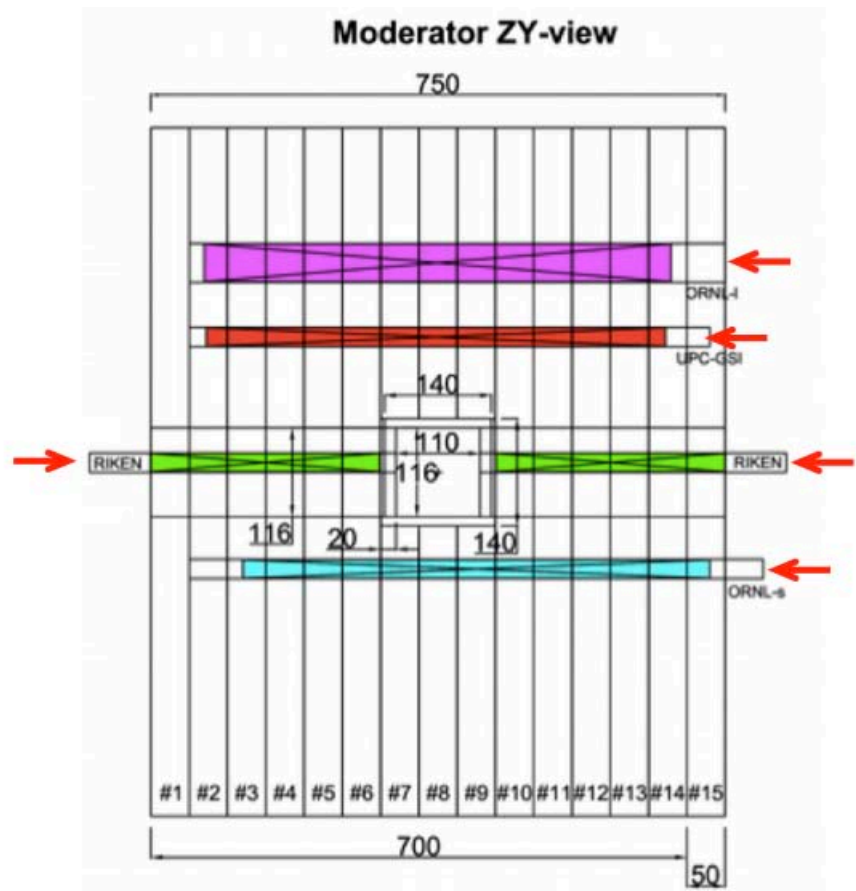 Moderator ZY-view
750
ORNL-l
UPC-GSI
140
110
RIKEN
RIKEN
116
116
20
140
ORNL-s
#1 #2 #3 #4 #5 #6 #7 #8 #9 #10 #11 #12 #13 #14 #15
700
50